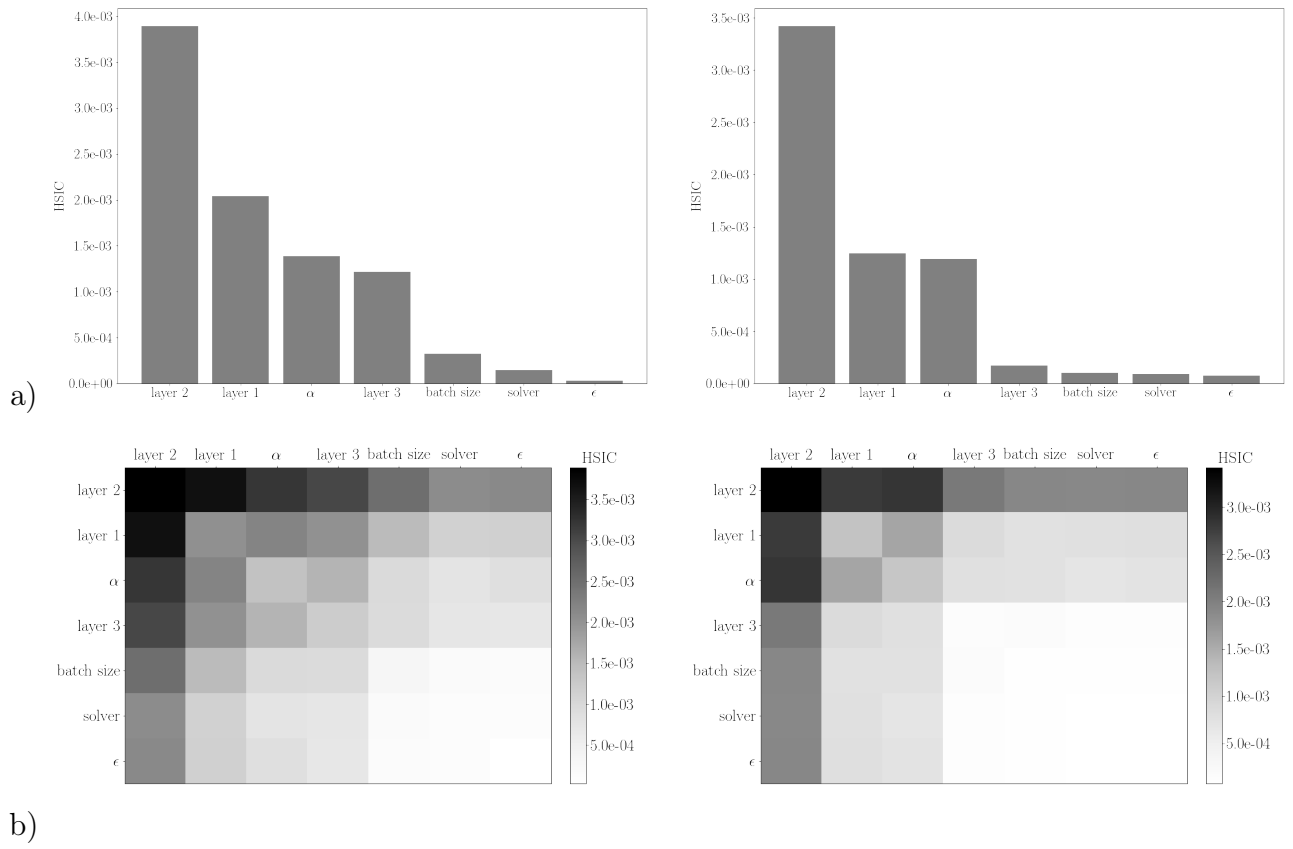 4.0e-03
3.5e-03
3.0e-03
2.5e-03
2.0e-03
1.5e-03
1.0e-03
5.0e-04
0.0e+00
HSIC
layer 2 layer 1 α layer 3 batch size solver ϵ
3.5e-03
3.0e-03
2.5e-03
2.0e-03
1.5e-03
1.0e-03
5.0e-04
0.0e+00
HSIC
layer 2 layer 1 α layer 3 batch size solver ϵ
a)
layer 2 layer 1 α layer 3 batch size solver ϵ
HSIC
layer 2
layer 1
α
layer 3
batch size
solver
ϵ
3.5e-03
3.0e-03
2.5e-03
2.0e-03
1.5e-03
1.0e-03
5.0e-04
layer 2 layer 1 α layer 3 batch size solver ϵ
HSIC
layer 2
layer 1
α
layer 3
batch size
solver
ϵ
3.0e-03
2.5e-03
2.0e-03
1.5e-03
1.0e-03
5.0e-04
b)